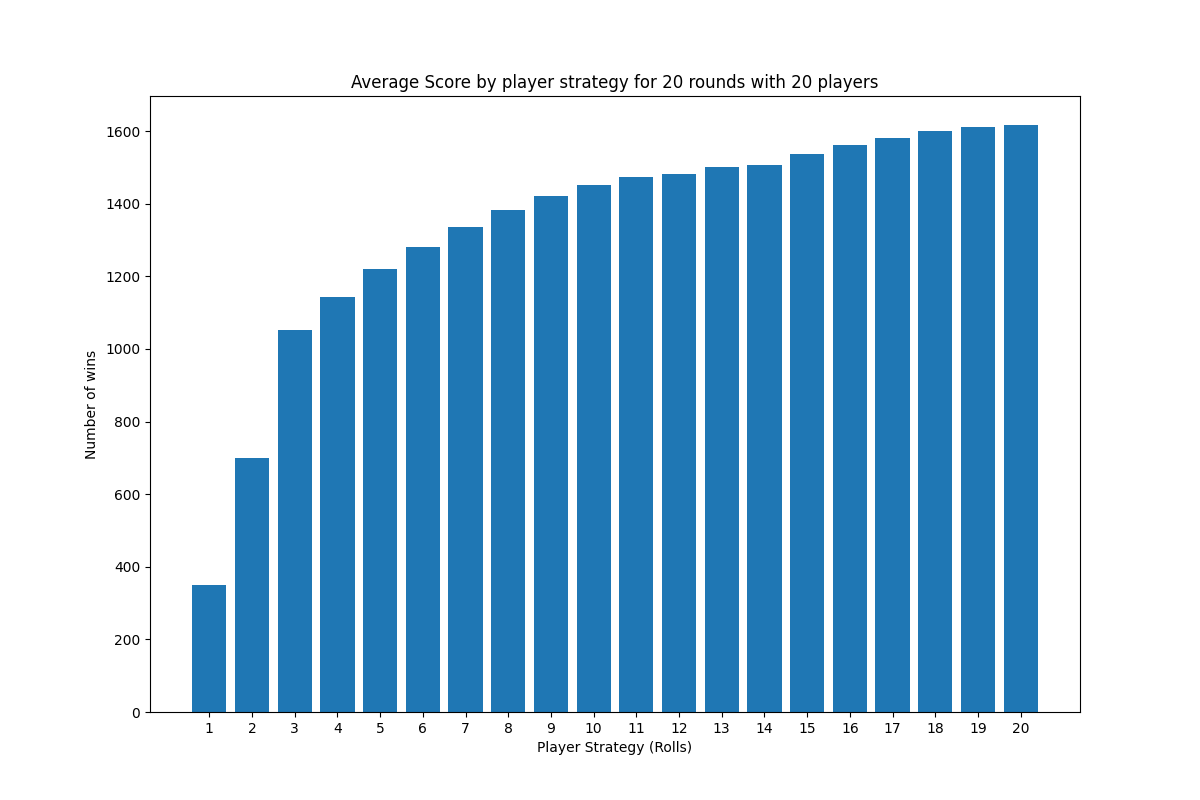 Average Score by player strategy for 20 rounds with 20 players
1600
1400
1200
1000
800
600
400
200
0
Number of wins
1 2 3 4 5 6 7 8 9 10 11 12 13 14 15 16 17 18 19 20
Player Strategy (Rolls)